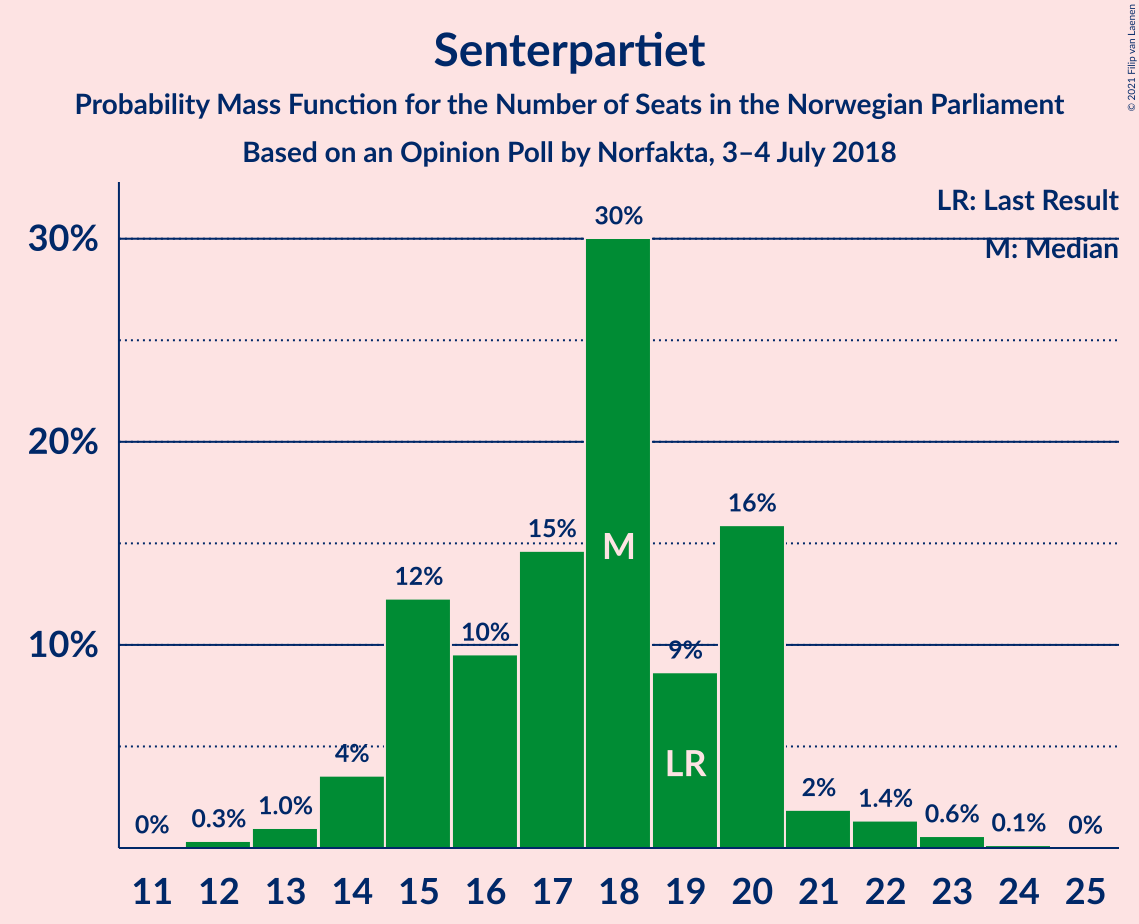 © 2021 Filip van Laenen
Senterpartiet
Probability Mass Function for the Number of Seats in the Norwegian Parliament
Based on an Opinion Poll by Norfakta, 3–4 July 2018
LR: Last Result
M: Median
30%
20%
10%
0%
0.3%
1.0%
4%
12%
10%
15%
30%
9%
16%
2%
1.4%
0.6%
0.1%
0%
M
LR
11 12 13 14 15 16 17 18 19 20 21 22 23 24 25